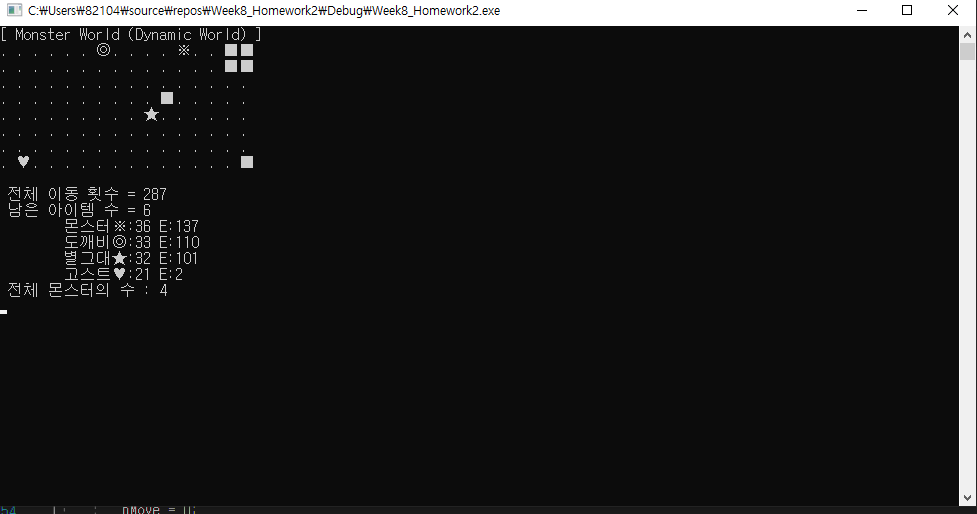 C:₩Users₩82104₩source₩repos₩Week8_Homework2₩Debug₩Week8_Homework2.exe
[ Monster World (Dynamic World) ]
. . . . . . ◎. . . . ※. . ■■
. . . . . . . . . . . . . . ■■
. . . . . . . . . . . . . . . .
. . . . . . . . . . ■. . . . .
. . . . . . . . . ★. . . . . .
. . . . . . . . . . . . . . . .
. . . . . . . . . . . . . . . .
. ♥. . . . . . . . . . . . . ■
전체 이동 횟수 = 287
남은 아이템 수 = 6
몬스터※:36 E:137
도깨비◎:33 E:110
별그대★:32 E:101
고스트♥:21 E:2
전체 몬스터의 수 : 4
54 nMove = 0;